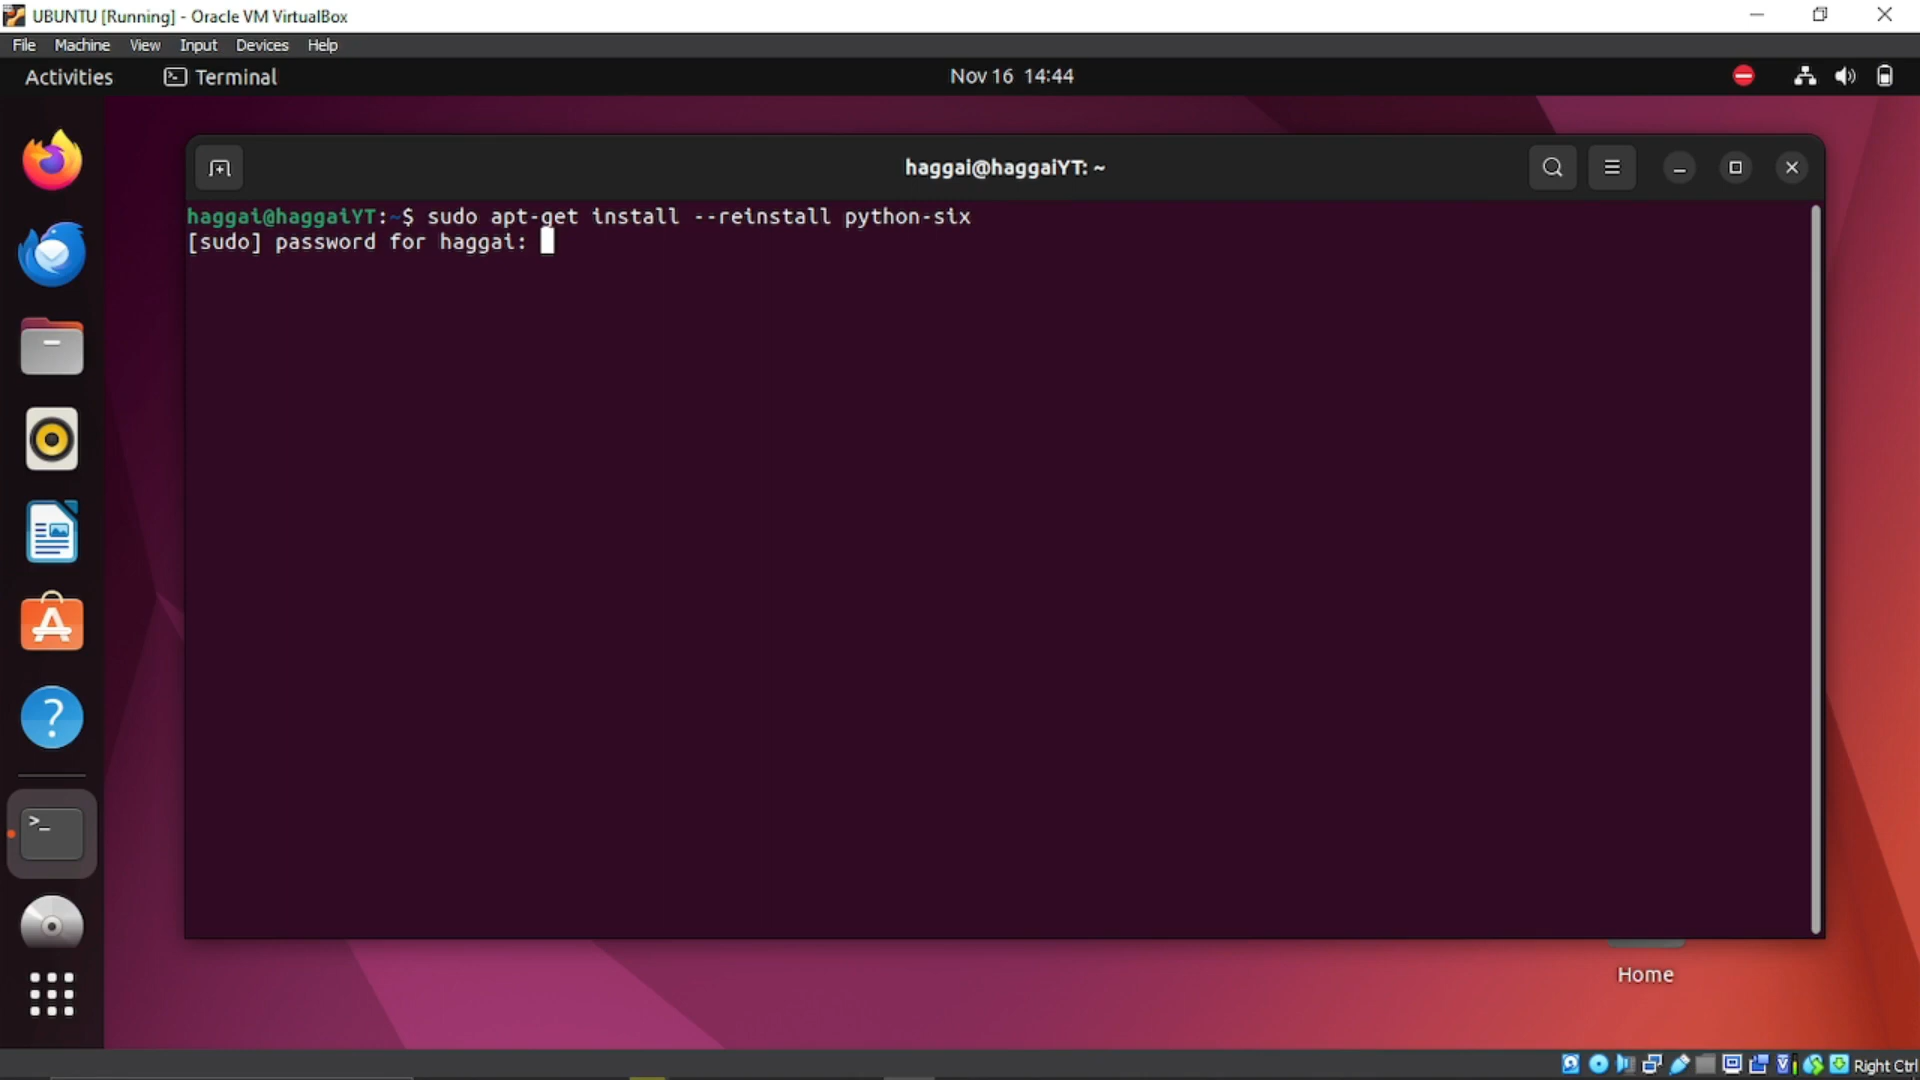 UBUNTU [Running] - Oracle VM VirtualBox
File Machine View Input Devices Help
Activities Terminal Nov 16 14:44
haggai@haggaiYT: ~
haggai@haggaiYT:~$ sudo apt-get install --reinstall python-six
[sudo] password for haggai:
Home
Right Ctrl